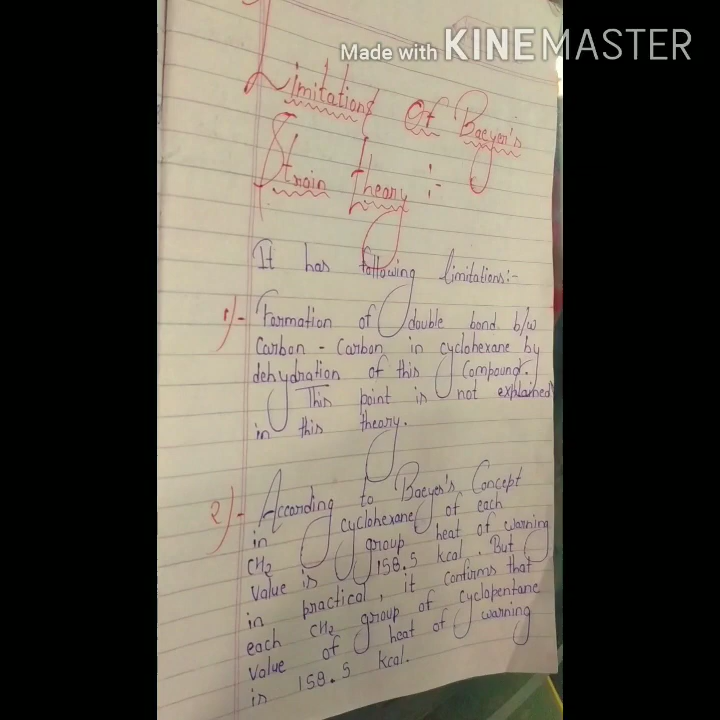 Made with KINEMASTER
Limitations Of Baeyer's
Strain theory :-
It has following limitations:-
1)- Formation of double bond b/w
Carbon - Carbon in cyclohexane by
dehydration of this compound.
This point is not explained
in this theory.
2)- According to Baeyer's Concept
in cyclohexane of each
CH2 group heat of warning
value is 158.5 kcal. But
in practical, it confirms that
each CH2 group of cyclopentane
value of heat of warning
is 158.5 kcal.